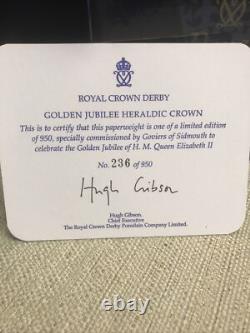 ROYAL CROWN DERBY
GOLDEN JUBILEE HERALDIC CROWN
This is to certify that this paperweight is one of a limited edition
of 950, specially commissioned by Goviers of Sidmouth to
celebrate the Golden Jubilee of H. M. Queen Elizabeth II
No. 236 of 950
Hugh Gibson
Hugh Gibson,
Chief Executive
The Royal Crown Derby Porcelain Company Limited.